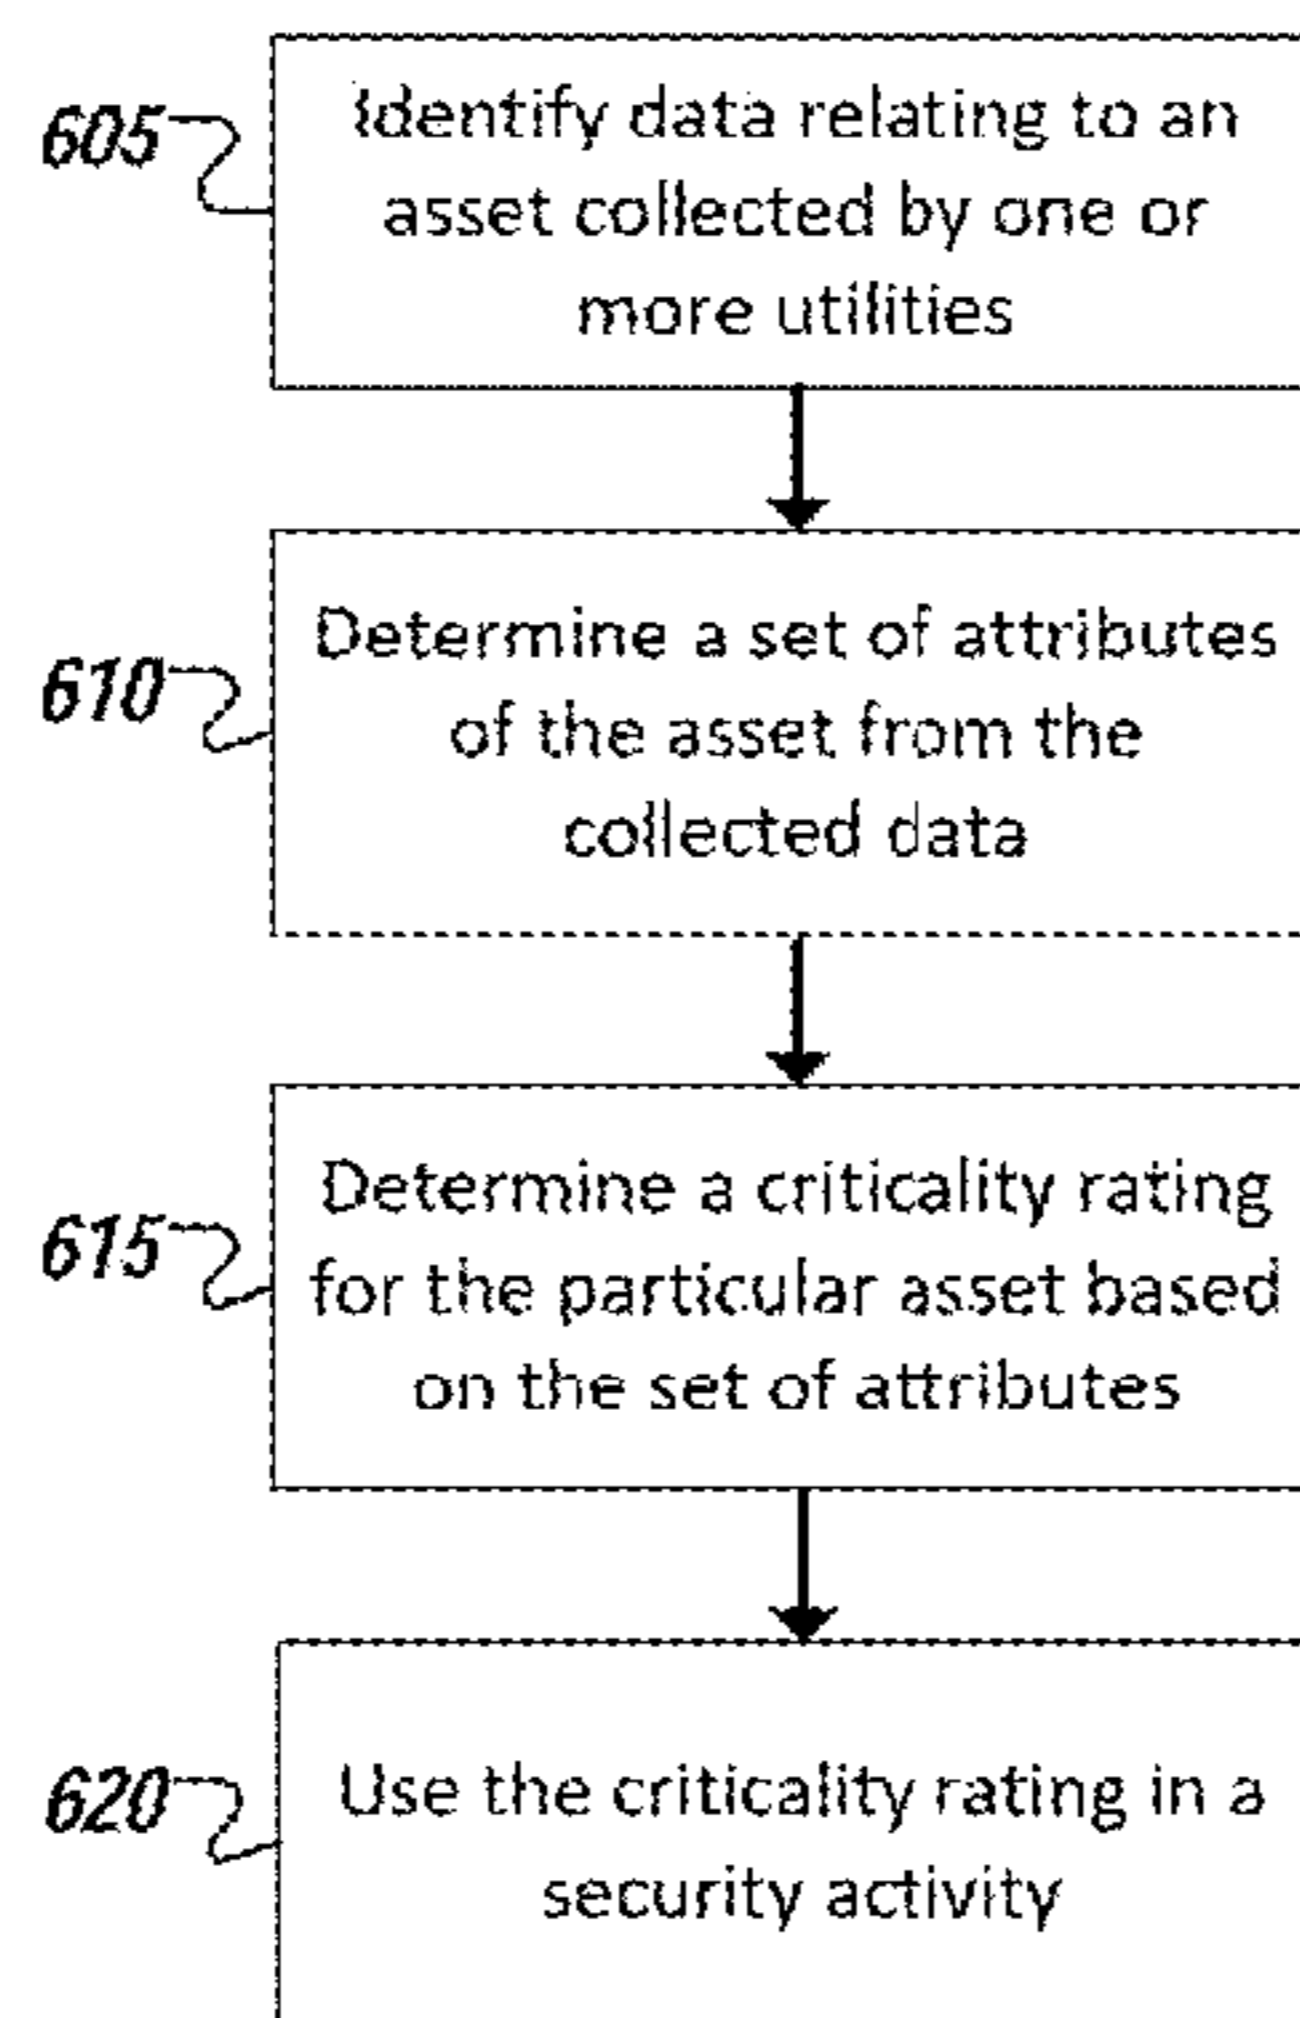 605
Identify data relating to an
asset collected by one or
more utilities
610
Determine a set of attributes
of the asset from the
collected data
615
Determine a criticality rating
for the particular asset based
on the set of attributes
620
Use the criticality rating in a
security activity